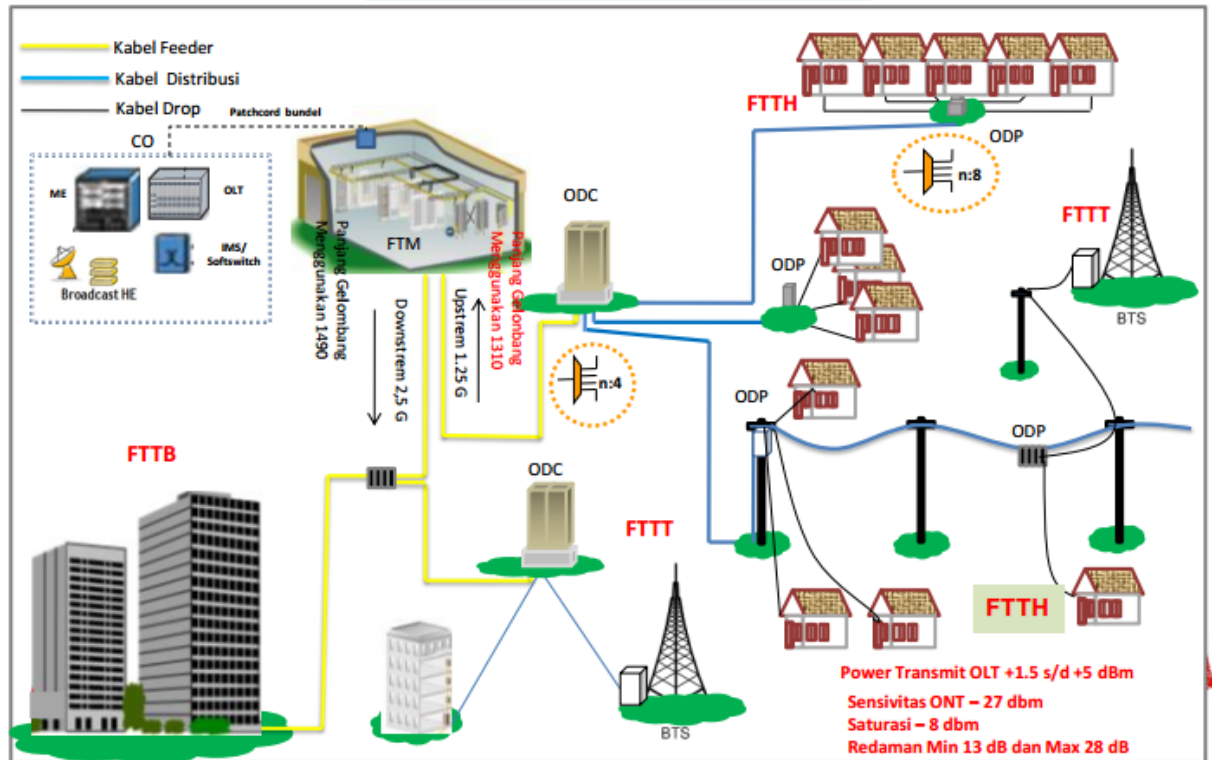 Kabel Feeder
Kabel Distribusi
Kabel Drop
Patchcord bundel
CO
ME
OLT
IMS/
Softswitch
Broadcast HE
FTM
Panjang Gelombang
Menggunakan 1490
Downstrem 2,5 G
Upstrem 1.25 G
Panjang Gelonbang
Menggunakan 1310
ODC
n:4
FTTH
ODP
n:8
ODP
FTTT
BTS
ODP
ODP
FTTB
ODC
FTTT
BTS
FTTH
Power Transmit OLT +1.5 s/d +5 dBm
Sensivitas ONT – 27 dbm
Saturasi – 8 dbm
Redaman Min 13 dB dan Max 28 dB